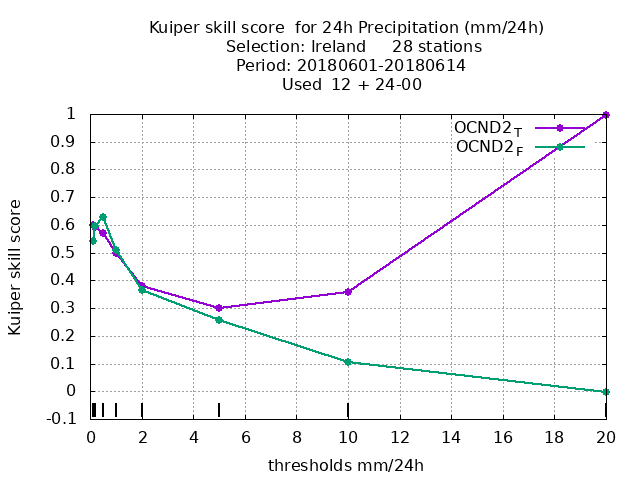 Kuiper skill score  for 24h Precipitation (mm/24h)
Selection: Ireland     28 stations
Period: 20180601-20180614
Used  12 + 24-00
OCND2T
OCND2F
1
0.9
0.8
0.7
0.6
0.5
0.4
0.3
0.2
0.1
0
-0.1
Kuiper skill score
0 2 4 6 8 10 12 14 16 18 20
thresholds mm/24h